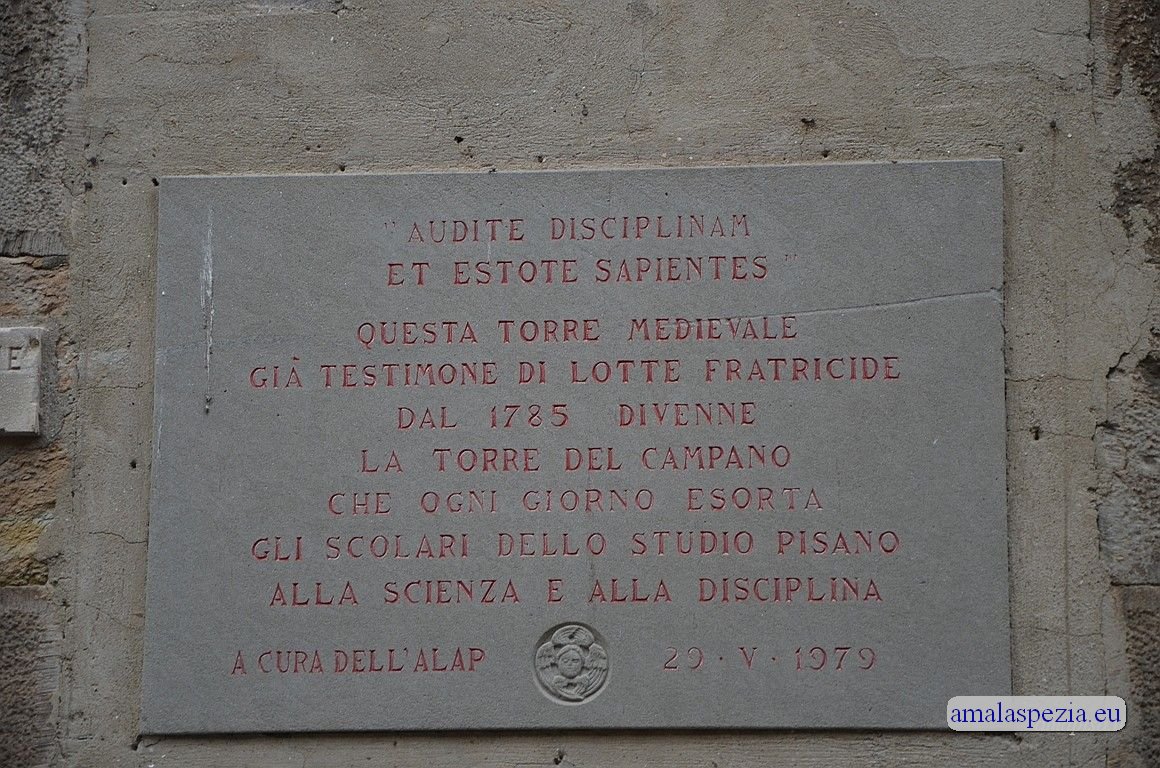 "AUDITE DISCIPLINAM
ET ESTOTE SAPIENTES"
QUESTA TORRE MEDIEVALE
GIÀ TESTIMONE DI LOTTE FRATRICIDE
DAL 1785 DIVENNE
LA TORRE DEL CAMPANO
CHE OGNI GIORNO ESORTA
GLI SCOLARI DELLO STUDIO PISANO
ALLA SCIENZA E ALLA DISCIPLINA
A CURA DELL'ALAP 29·V·1979
E
amalaspezia.eu